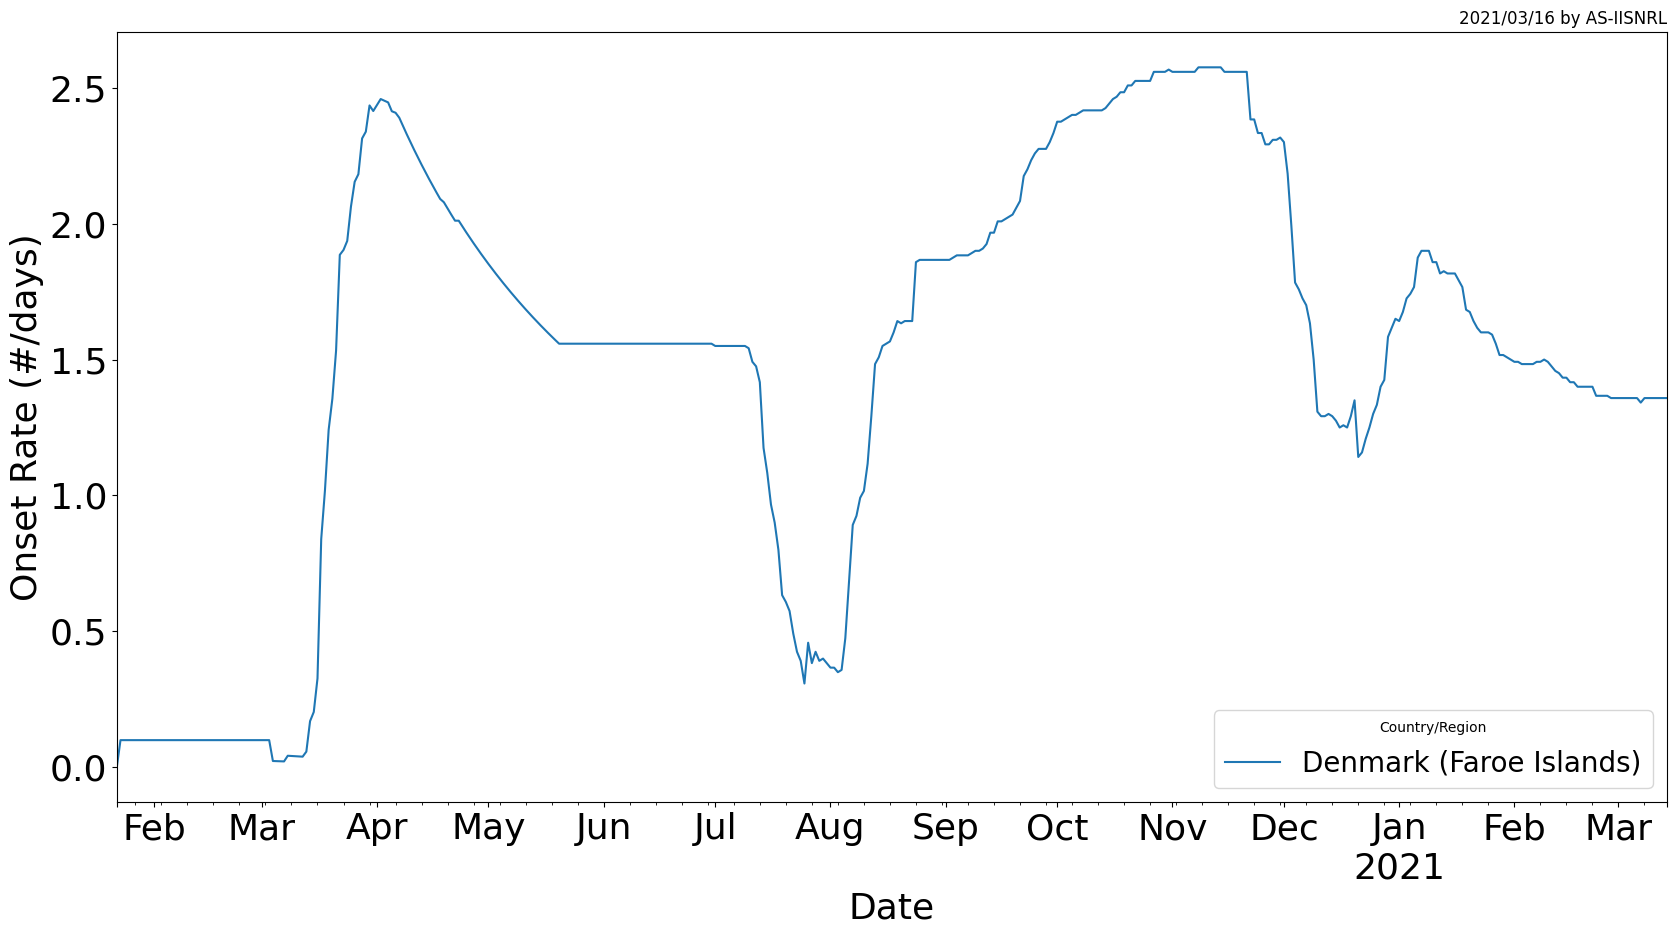 2021/03/16 by AS-IISNRL
Onset Rate (#/days)
2.5
2.0
1.5
1.0
0.5
0.0
Country/Region
Denmark (Faroe Islands)
Feb Mar Apr May Jun Jul Aug Sep Oct Nov Dec Jan Feb Mar
2021
Date